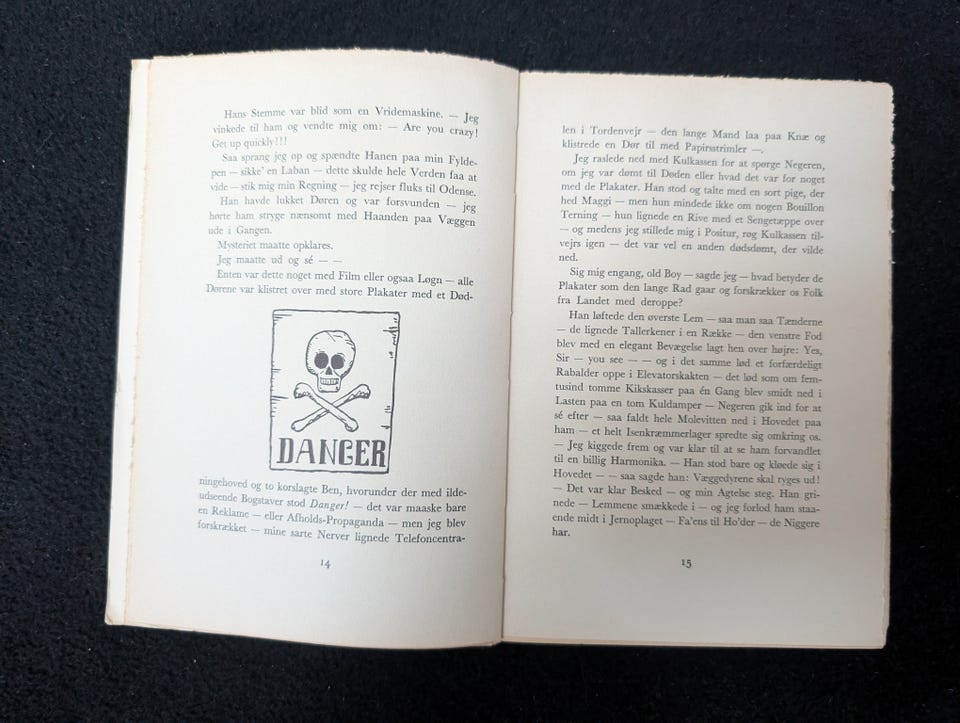 Hans Stemme var blid som en Vridemaskine. — Jeg
vinkede til ham og vendte mig om: — Are you crazy!
Get up quickly!!!
Saa sprang jeg op og spændte Hanen paa min Fylde-
pen — sikke' en Laban — dette skulde hele Verden faa at
vide — stik mig min Regning — jeg rejser fluks til Odense.
Han havde lukket Døren og var forsvunden — jeg
hørte ham stryge nænsomt med Haanden paa Væggen
ude i Gangen.
Mysteriet maatte opklares.
Jeg maatte ud og sé — —
Enten var dette noget med Film eller ogsaa Løgn — alle
Dørene var klistret over med store Plakater med et Død-
DANGER
ningehoved og to korslagte Ben, hvorunder der med ilde-
udseende Bogstaver stod Danger! — det var maaske bare
en Reklame — eller Afholds-Propaganda — men jeg blev
forskrækket — mine sarte Nerver lignede Telefoncentra-
14
len i Tordenvejr — den lange Mand laa paa Knæ og
klistrede en Dør til med Papirsstrimler —.
Jeg raslede ned med Kulkassen for at spørge Negeren,
om jeg var dømt til Døden eller hvad det var for noget
med de Plakater. Han stod og talte med en sort pige, der
hed Maggi — men hun mindede ikke om nogen Bouillon
Terning — hun lignede en Rive med et Sengetæppe over
— og medens jeg stillede mig i Positur, røg Kulkassen til-
vejrs igen — det var vel en anden dødsdømt, der vilde
ned.
Sig mig engang, old Boy — sagde jeg — hvad betyder de
Plakater som den lange Rad gaar og forskrækker os Folk
fra Landet med deroppe?
Han løftede den øverste Lem — saa man saa Tænderne
— de lignede Tallerkener i en Række — den venstre Fod
blev med en elegant Bevægelse lagt hen over højre: Yes,
Sir — you see — — og i det samme lød et forfærdeligt
Rabalder oppe i Elevatorskakten — det lød som om fem-
tusind tomme Kikskasser paa én Gang blev smidt ned i
Lasten paa en tom Kuldamper — Negeren gik ind for at
sé efter — saa faldt hele Molevitten ned i Hovedet paa
ham — et helt Isenkræmmerlager spredte sig omkring os.
— Jeg kiggede frem og var klar til at se ham forvandlet
til en billig Harmonika. — Han stod bare og kløede sig i
Hovedet — — saa sagde han: Væggedyrene skal ryges ud!
— Det var klar Besked — og min Agtelse steg. Han gri-
nede — Lemmene smækkede i — og jeg forlod ham staa-
ende midt i Jernoplaget — Fa'ens til Ho'der — de Niggere
har.
15